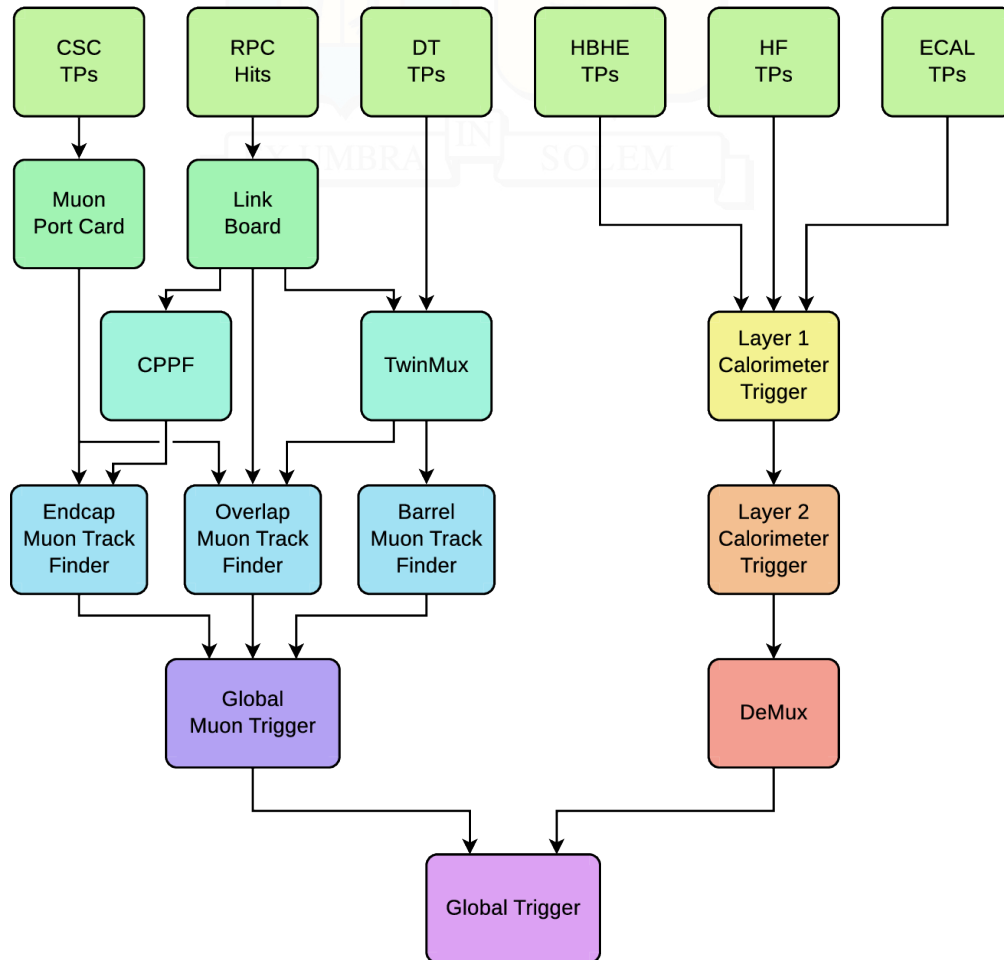 CSC
TPs
RPC
Hits
DT
TPs
HBHE
TPs
HF
TPs
ECAL
TPs
IN
UMBRA
SOLEM
Muon
Port Card
Link
Board
CPPF
TwinMux
Layer 1
Calorimeter
Trigger
Endcap
Muon Track
Finder
Overlap
Muon Track
Finder
Barrel
Muon Track
Finder
Layer 2
Calorimeter
Trigger
Global
Muon Trigger
DeMux
Global Trigger